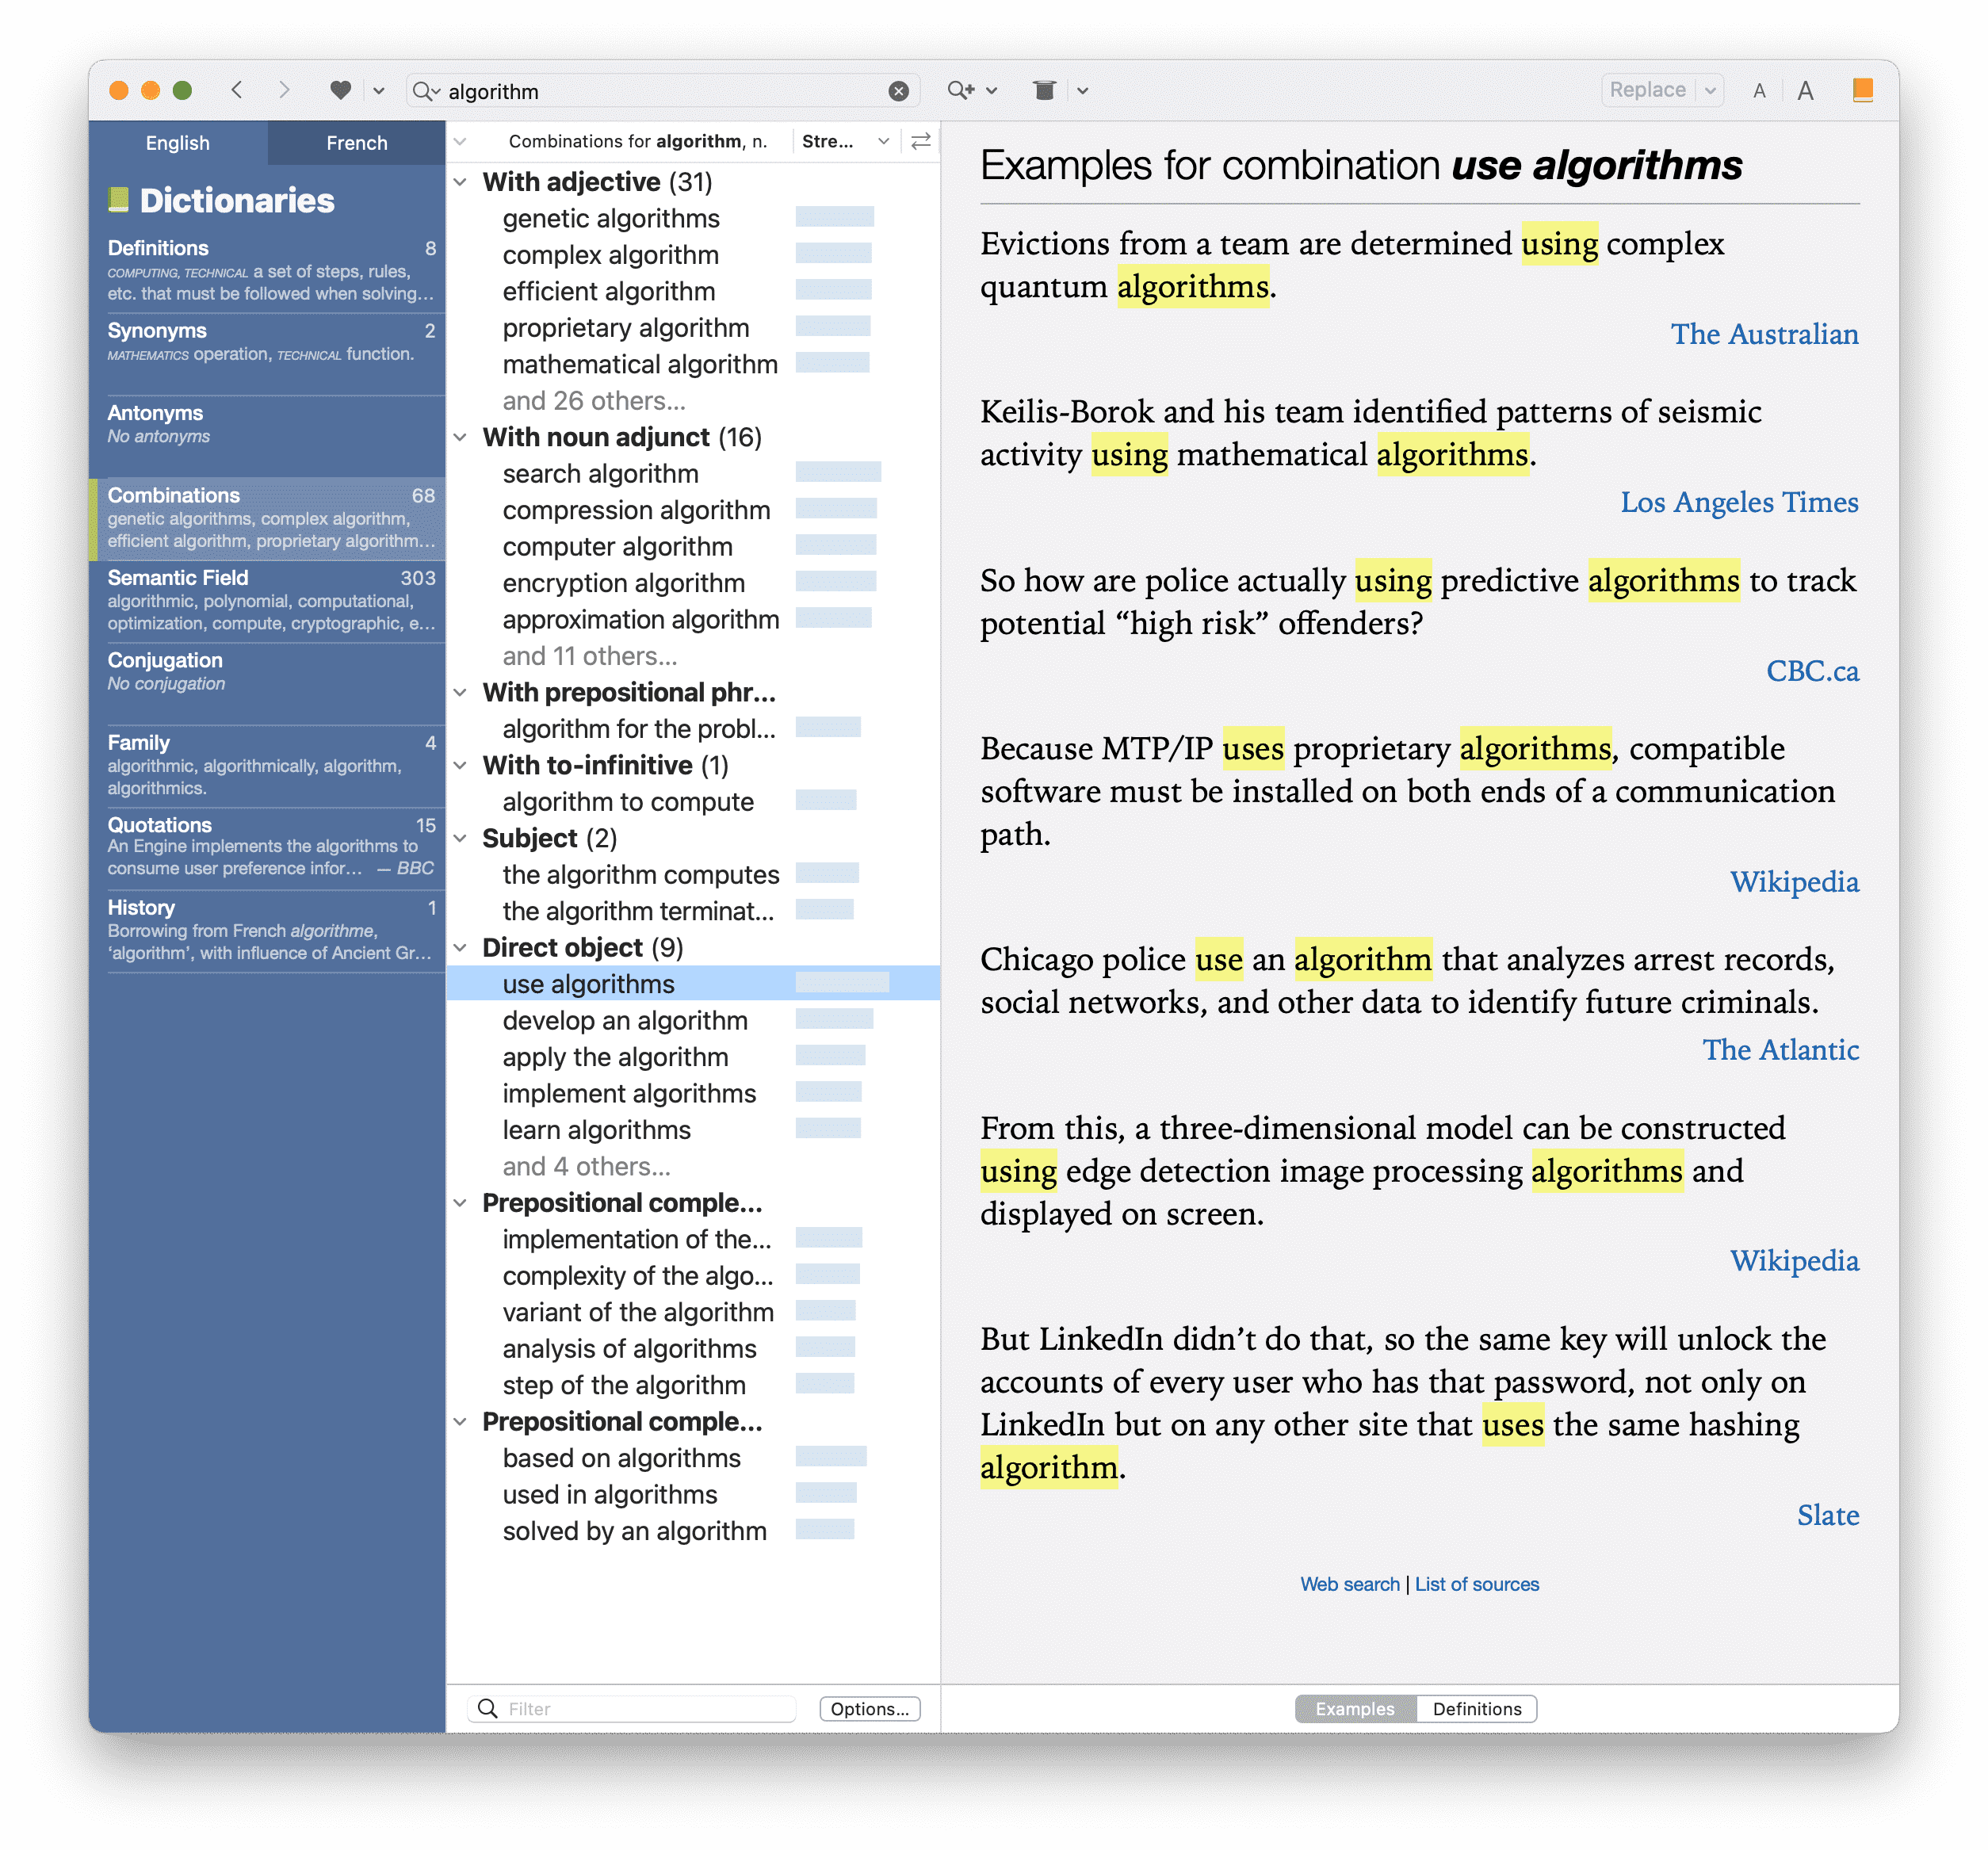 algorithm
Replace
A
A
English
French
Dictionaries
Definitions 8
COMPUTING, TECHNICAL a set of steps, rules,
etc. that must be followed when solving…
Synonyms 2
MATHEMATICS operation, TECHNICAL function.
Antonyms
No antonyms
Combinations 68
genetic algorithms, complex algorithm,
efficient algorithm, proprietary algorithm…
Semantic Field 303
algorithmic, polynomial, computational,
optimization, compute, cryptographic, e…
Conjugation
No conjugation
Family 4
algorithmic, algorithmically, algorithm,
algorithmics.
Quotations 15
An Engine implements the algorithms to
consume user preference infor… — BBC
History 1
Borrowing from French algorithme,
‘algorithm’, with influence of Ancient Gr…
Combinations for algorithm, n.
Stre…
With adjective (31)
genetic algorithms
complex algorithm
efficient algorithm
proprietary algorithm
mathematical algorithm
and 26 others…
With noun adjunct (16)
search algorithm
compression algorithm
computer algorithm
encryption algorithm
approximation algorithm
and 11 others…
With prepositional phr…
algorithm for the probl…
With to-infinitive (1)
algorithm to compute
Subject (2)
the algorithm computes
the algorithm terminat…
Direct object (9)
use algorithms
develop an algorithm
apply the algorithm
implement algorithms
learn algorithms
and 4 others…
Prepositional comple…
implementation of the…
complexity of the algo…
variant of the algorithm
analysis of algorithms
step of the algorithm
Prepositional comple…
based on algorithms
used in algorithms
solved by an algorithm
Filter
Options…
Examples for combination use algorithms
Evictions from a team are determined using complex
quantum algorithms.
The Australian
Keilis-Borok and his team identified patterns of seismic
activity using mathematical algorithms.
Los Angeles Times
So how are police actually using predictive algorithms to track
potential “high risk” offenders?
CBC.ca
Because MTP/IP uses proprietary algorithms, compatible
software must be installed on both ends of a communication
path.
Wikipedia
Chicago police use an algorithm that analyzes arrest records,
social networks, and other data to identify future criminals.
The Atlantic
From this, a three-dimensional model can be constructed
using edge detection image processing algorithms and
displayed on screen.
Wikipedia
But LinkedIn didn’t do that, so the same key will unlock the
accounts of every user who has that password, not only on
LinkedIn but on any other site that uses the same hashing
algorithm.
Slate
Web search | List of sources
Examples
Definitions